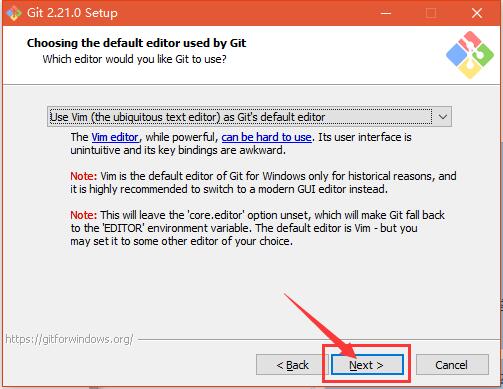 Git 2.21.0 Setup
Choosing the default editor used by Git
Which editor would you like Git to use?
Use Vim (the ubiquitous text editor) as Git's default editor
The Vim editor, while powerful, can be hard to use. Its user interface is
unintuitive and its key bindings are awkward.
Note: Vim is the default editor of Git for Windows only for historical reasons, and
it is highly recommended to switch to a modern GUI editor instead.
Note: This will leave the 'core.editor' option unset, which will make Git fall back
to the 'EDITOR' environment variable. The default editor is Vim - but you
may set it to some other editor of your choice.
https://gitforwindows.org/
< Back
Next >
Cancel